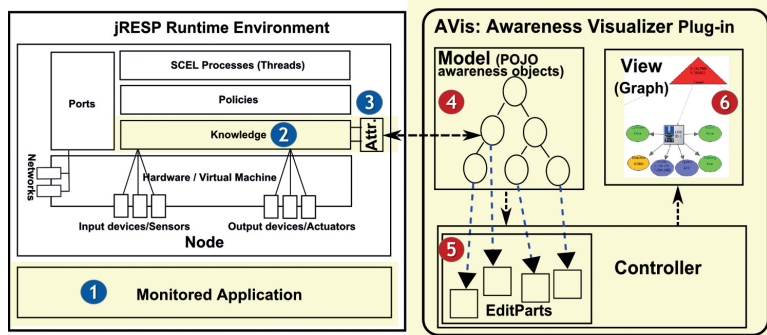 jRESP Runtime Environment
SCEL Processes (Threads)
Ports
Policies
3
Knowledge
2
Attr.
Networks
Hardware / Virtual Machine
Input devices/Sensors
Output devices/Actuators
Node
1
Monitored Application
AVis: Awareness Visualizer Plug-in
Model (POJO
awareness objects)
4
View
(Graph)
6
5
Controller
EditParts